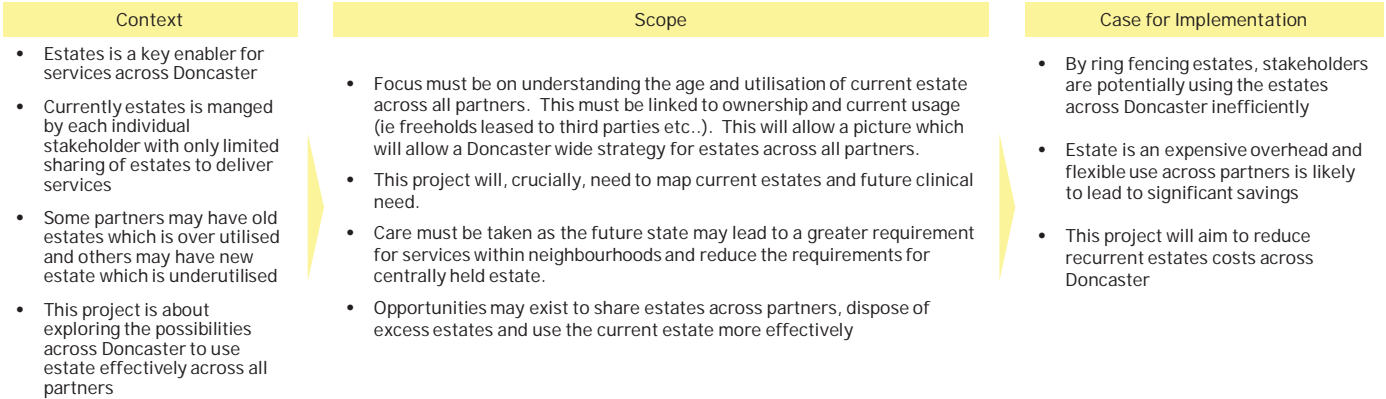 Context
• Estates is a key enabler for
services across Doncaster
• Currently estates is manged
by each individual
stakeholder with only limited
sharing of estates to deliver
services
• Some partners may have old
estates which is over utilised
and others may have new
estate which is underutilised
• This project is about
exploring the possibilities
across Doncaster to use
estate effectively across all
partners
Scope
• Focus must be on understanding the age and utilisation of current estate
across all partners. This must be linked to ownership and current usage
(ie freeholds leased to third parties etc..). This will allow a picture which
will allow a Doncaster wide strategy for estates across all partners.
• This project will, crucially, need to map current estates and future clinical
need.
• Care must be taken as the future state may lead to a greater requirement
for services within neighbourhoods and reduce the requirements for
centrally held estate.
• Opportunities may exist to share estates across partners, dispose of
excess estates and use the current estate more effectively
Case for Implementation
• By ring fencing estates, stakeholders
are potentially using the estates
across Doncaster inefficiently
• Estate is an expensive overhead and
flexible use across partners is likely
to lead to significant savings
• This project will aim to reduce
recurrent estates costs across
Doncaster